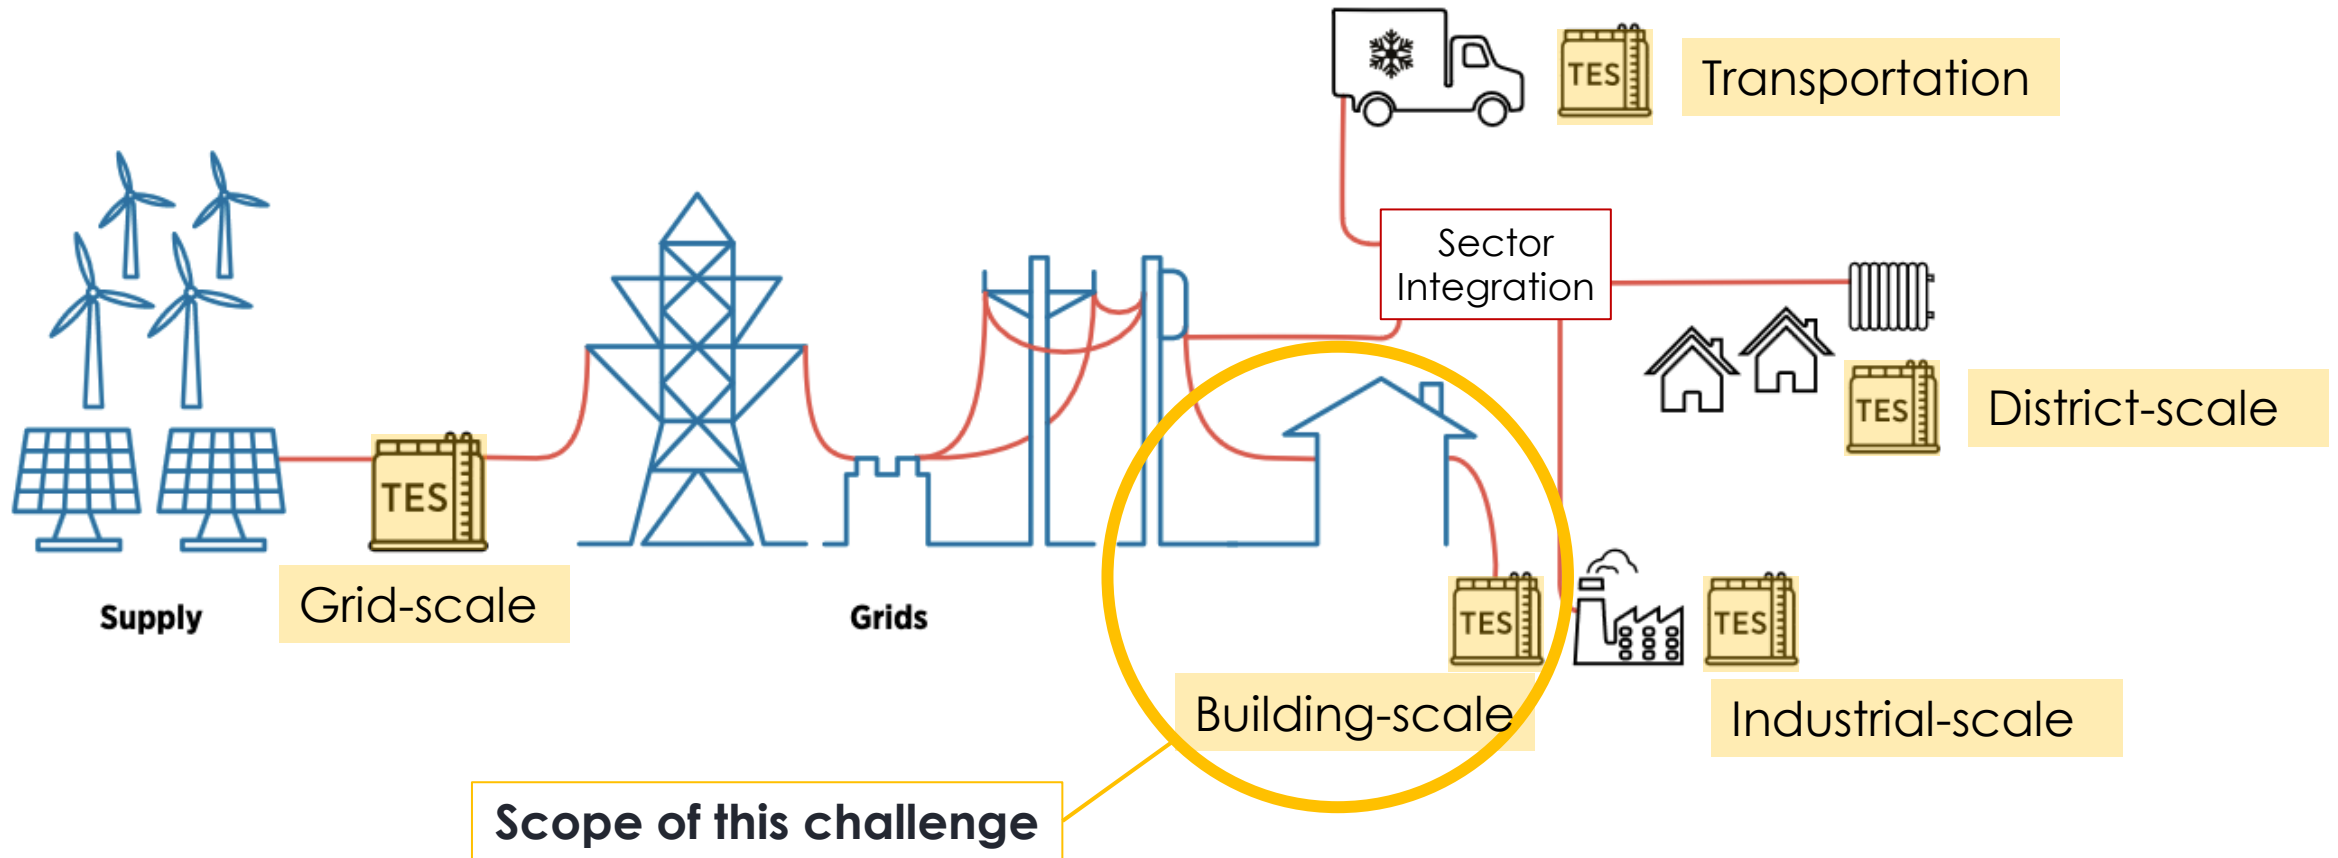 TES
Transportation
Sector
Integration
TES
District-scale
TES
Grid-scale
Supply
Grids
TES
TES
Building-scale
Industrial-scale
Scope of this challenge